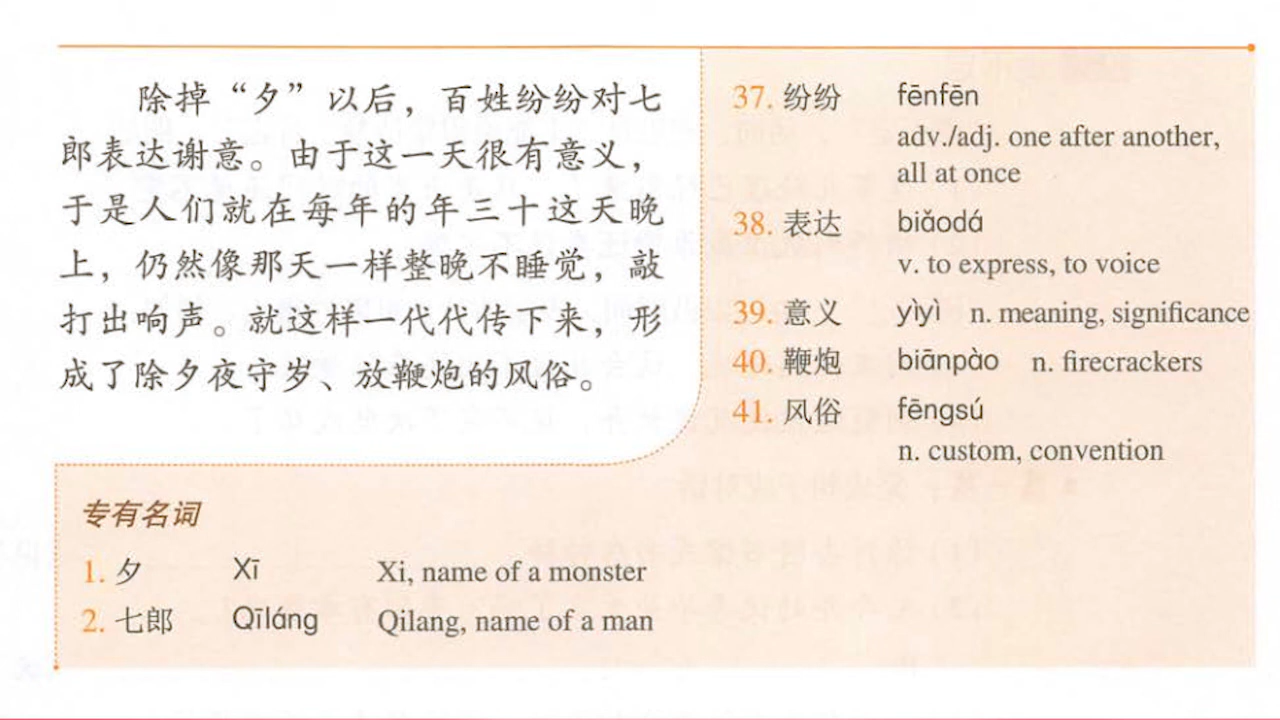 除掉“夕”以后，百姓纷纷对七
郎表达谢意。由于这一天很有意义，
于是人们就在每年的年三十这天晚
上，仍然像那天一样整晚不睡觉，敲
打出响声。就这样一代代传下来，形
成了除夕夜守岁、放鞭炮的风俗。
37. 纷纷 fēnfēn
adv./adj. one after another,
all at once
38. 表达 biǎodá
v. to express, to voice
39. 意义 yìyì n. meaning, significance
40. 鞭炮 biānpào n. firecrackers
41. 风俗 fēngsú
n. custom, convention
专有名词
1. 夕 Xī Xi, name of a monster
2. 七郎 Qīláng Qilang, name of a man